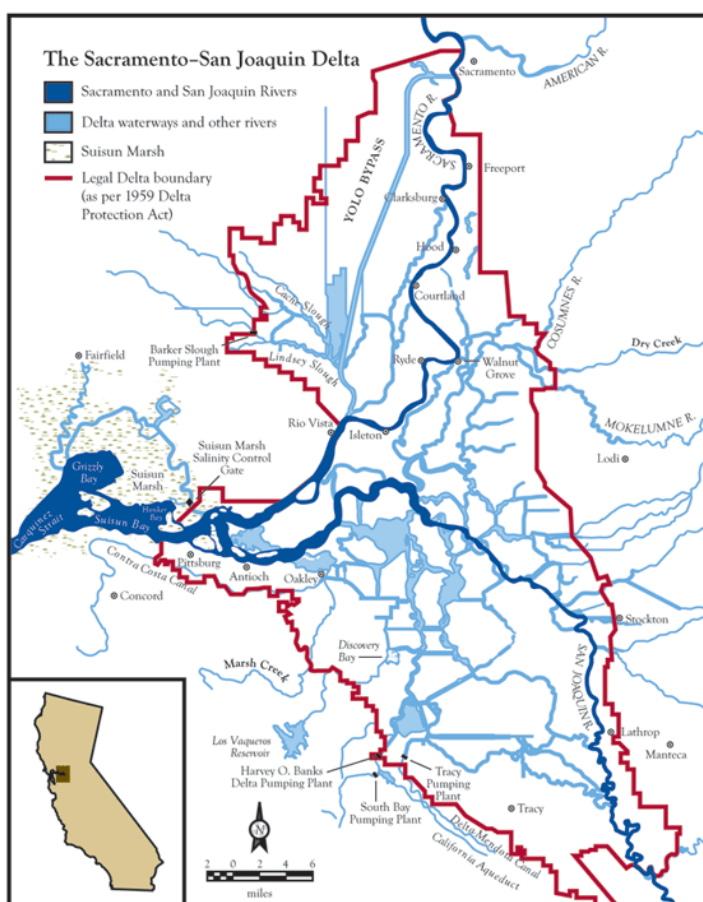 The Sacramento–San Joaquin Delta
Sacramento and San Joaquin Rivers
Delta waterways and other rivers
Suisun Marsh
Legal Delta boundary
(as per 1959 Delta
Protection Act)
Sacramento
AMERICAN R.
SACRAMENTO R.
YOLO BYPASS
Freeport
Clarksburg
Hood
Courtland
COSUMNES R.
Cache Slough
Barker Slough
Pumping Plant
Lindsey Slough
Ryde
Walnut
Grove
Dry Creek
Fairfield
MOKELUMNE R.
Rio Vista
Isleton
Lodi
Suisun Marsh
Salinity Control
Gate
Grizzly
Bay
Suisun
Marsh
Honker
Bay
Suisun Bay
Carquinez
Strait
Pittsburg
Antioch
Oakley
Contra Costa Canal
Concord
Stockton
Discovery
Bay
Marsh Creek
SAN JOAQUIN R.
Los Vaqueros
Reservoir
Lathrop
Manteca
Harvey O. Banks
Delta Pumping Plant
Tracy
Pumping
Plant
South Bay
Pumping Plant
Tracy
Delta Mendota Canal
California Aqueduct
N
2 0 2 4 6
miles